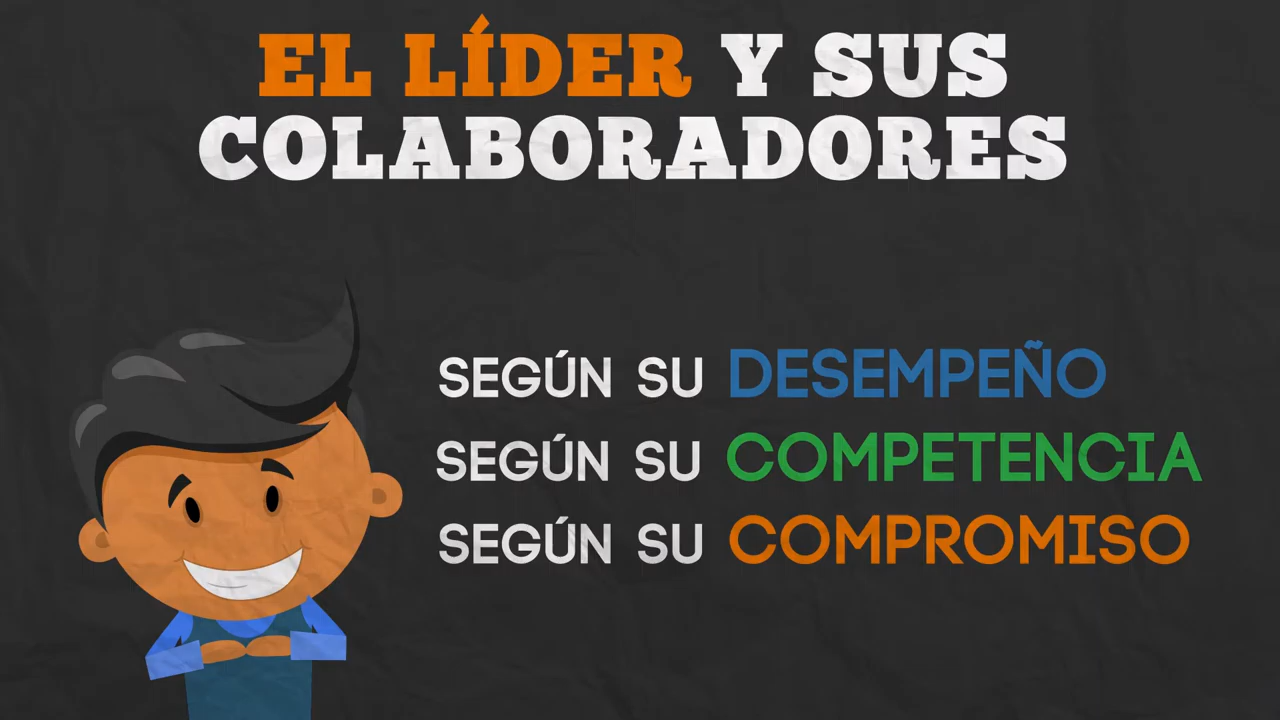 EL LÍDER Y SUS
COLABORADORES
SEGÚN SU DESEMPEÑO
SEGÚN SU COMPETENCIA
SEGÚN SU COMPROMISO